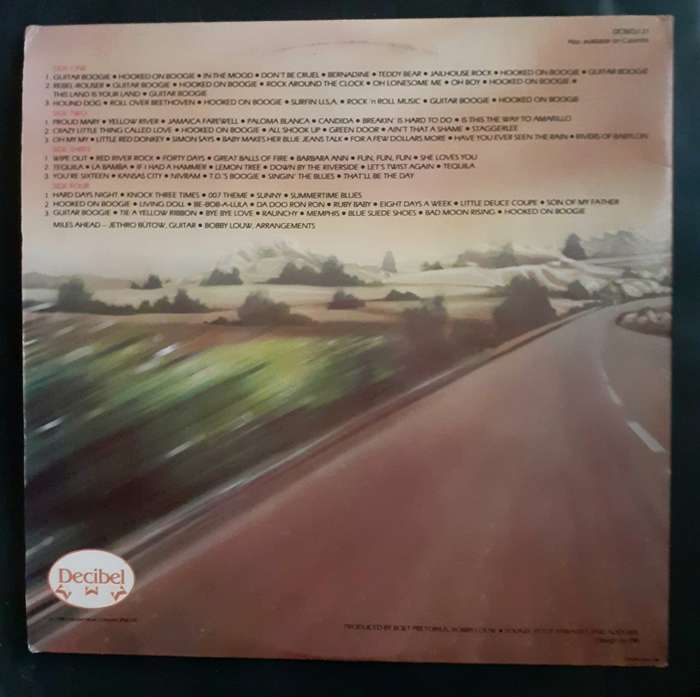 Also available on Cassette
SIDE ONE
1. GUITAR BOOGIE • HOOKED ON BOOGIE • IN THE MOOD • DON'T BE CRUEL • BERNADINE • TEDDY BEAR • JAILHOUSE ROCK • HOOKED ON BOOGIE • GUITAR BOOGIE
2. REBEL-ROUSER • GUITAR BOOGIE • HOOKED ON BOOGIE • ROCK AROUND THE CLOCK • OH LONESOME ME • OH BOY • HOOKED ON BOOGIE •
THIS LAND IS YOUR LAND • GUITAR BOOGIE
3. HOUND DOG • ROLL OVER BEETHOVEN • HOOKED ON BOOGIE • SURFIN U.S.A. • ROCK 'n ROLL MUSIC • GUITAR BOOGIE • HOOKED ON BOOGIE
SIDE TWO
1. PROUD MARY • YELLOW RIVER • JAMAICA FAREWELL • PALOMA BLANCA • CANDIDA • BREAKIN' IS HARD TO DO • IS THIS THE WAY TO AMARILLO
2. CRAZY LITTLE THING CALLED LOVE • HOOKED ON BOOGIE • ALL SHOOK UP • GREEN DOOR • AIN'T THAT A SHAME • STAGGERLEE
3. OH MY MY • LITTLE RED DONKEY • SIMON SAYS • BABY MAKES HER BLUE JEANS TALK • FOR A FEW DOLLARS MORE • HAVE YOU EVER SEEN THE RAIN • RIVERS OF BABYLON
SIDE THREE
1. WIPE OUT • RED RIVER ROCK • FORTY DAYS • GREAT BALLS OF FIRE • BARBARA ANN • FUN, FUN, FUN • SHE LOVES YOU
2. TEQUILA • LA BAMBA • IF I HAD A HAMMER • LEMON TREE • DOWN BY THE RIVERSIDE • LET'S TWIST AGAIN • TEQUILA
3. YOU'RE SIXTEEN • KANSAS CITY • NIVRAM • T.D.'S BOOGIE • SINGIN' THE BLUES • THAT'LL BE THE DAY
SIDE FOUR
1. HARD DAYS NIGHT • KNOCK THREE TIMES • 007 THEME • SUNNY • SUMMERTIME BLUES
2. HOOKED ON BOOGIE • LIVING DOLL • BE-BOB-A-LULA • DA DOO RON RON • RUBY BABY • EIGHT DAYS A WEEK • LITTLE DEUCE COUPE • SON OF MY FATHER
3. GUITAR BOOGIE • TIE A YELLOW RIBBON • BYE BYE LOVE • RAUNCHY • MEMPHIS • BLUE SUEDE SHOES • BAD MOON RISING • HOOKED ON BOOGIE
MILES AHEAD – JETHRO BUTOW, GUITAR • BOBBY LOUW, ARRANGEMENTS
Decibel
PRODUCED BY